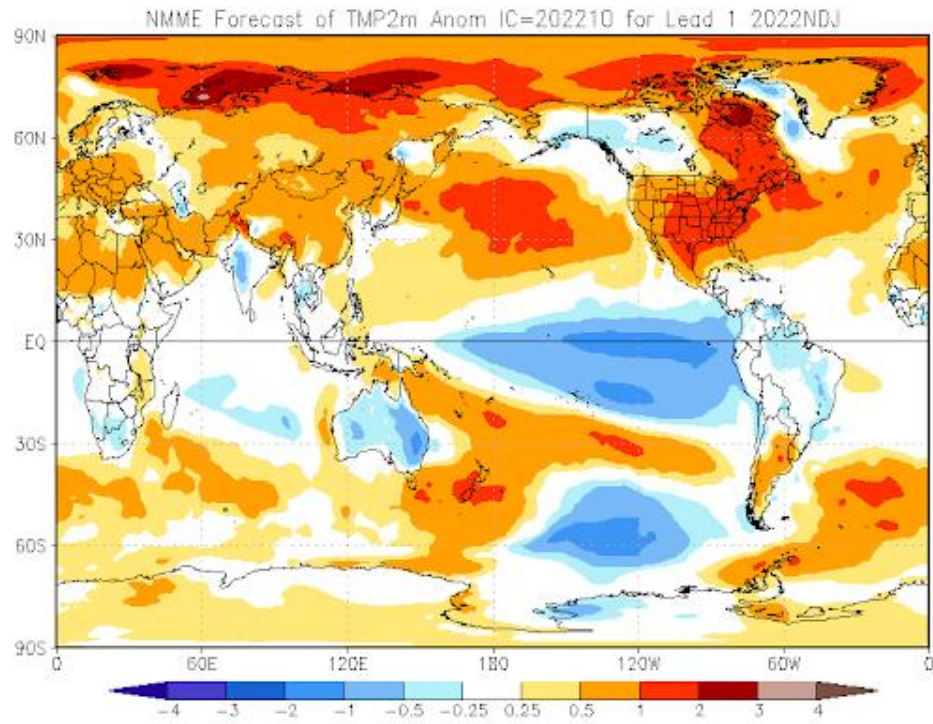 NMME Forecast of TMP2m Anom IC=202210 for Lead 1 2022NDJ
90N
60N
30N
EQ
30S
60S
90S
0 60E 120E 180 120W 60W 0
-4 -3 -2 -1 -0.5 -0.25 0.25 0.5 1 2 3 4